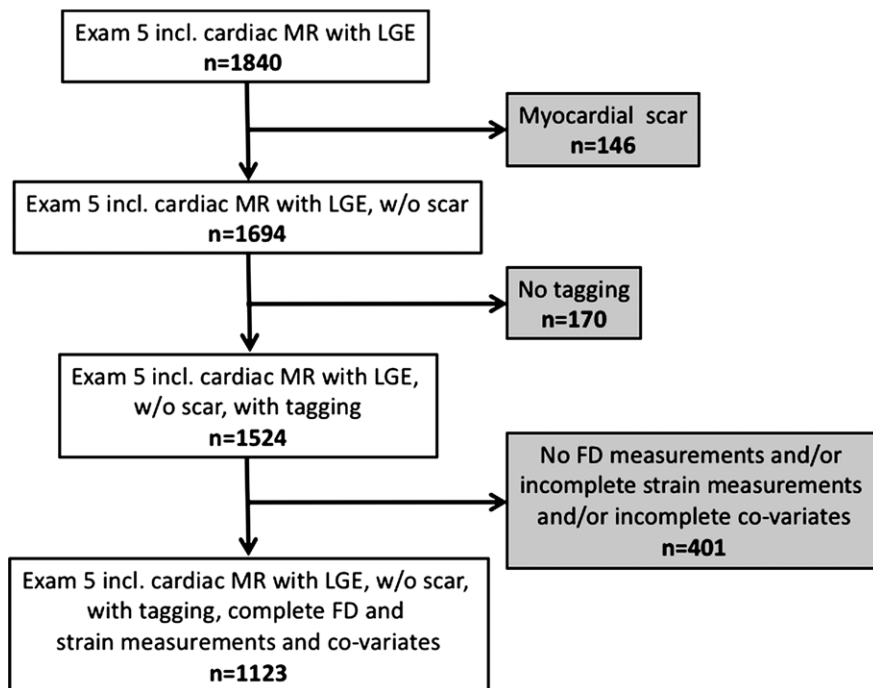 Exam 5 incl. cardiac MR with LGE
n=1840
Myocardial scar
n=146
Exam 5 incl. cardiac MR with LGE, w/o scar
n=1694
No tagging
n=170
Exam 5 incl. cardiac MR with LGE,
w/o scar, with tagging
n=1524
No FD measurements and/or
incomplete strain measurements
and/or incomplete co-variates
n=401
Exam 5 incl. cardiac MR with LGE, w/o scar,
with tagging, complete FD and
strain measurements and co-variates
n=1123